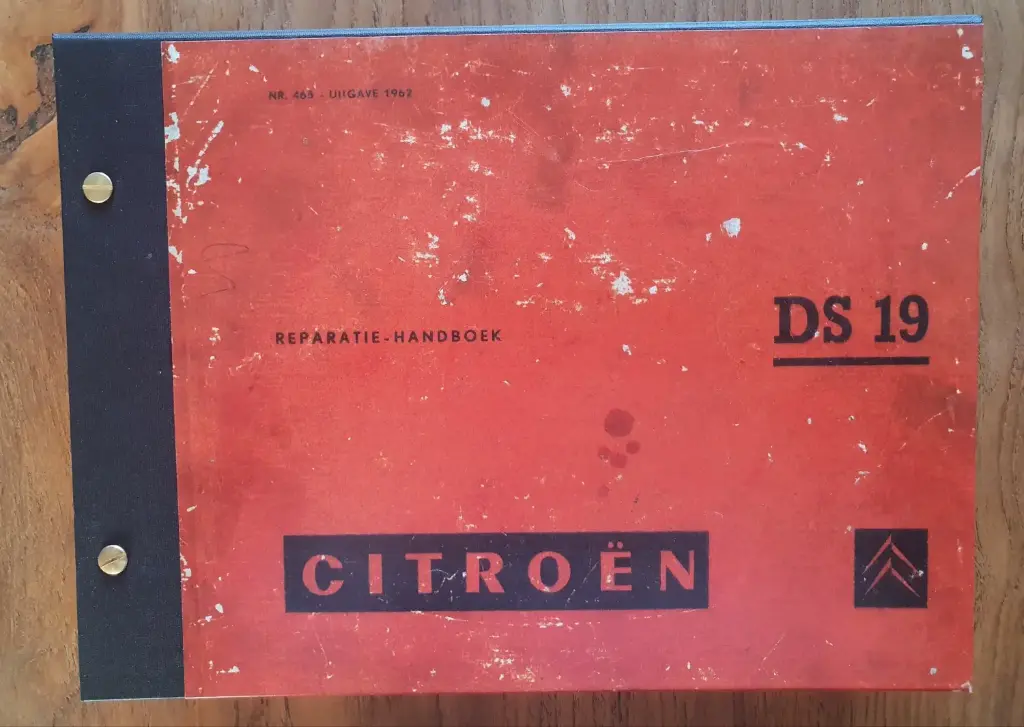 NR. 465 - UITGAVE 1962
REPARATIE-HANDBOEK
DS 19
CITROËN